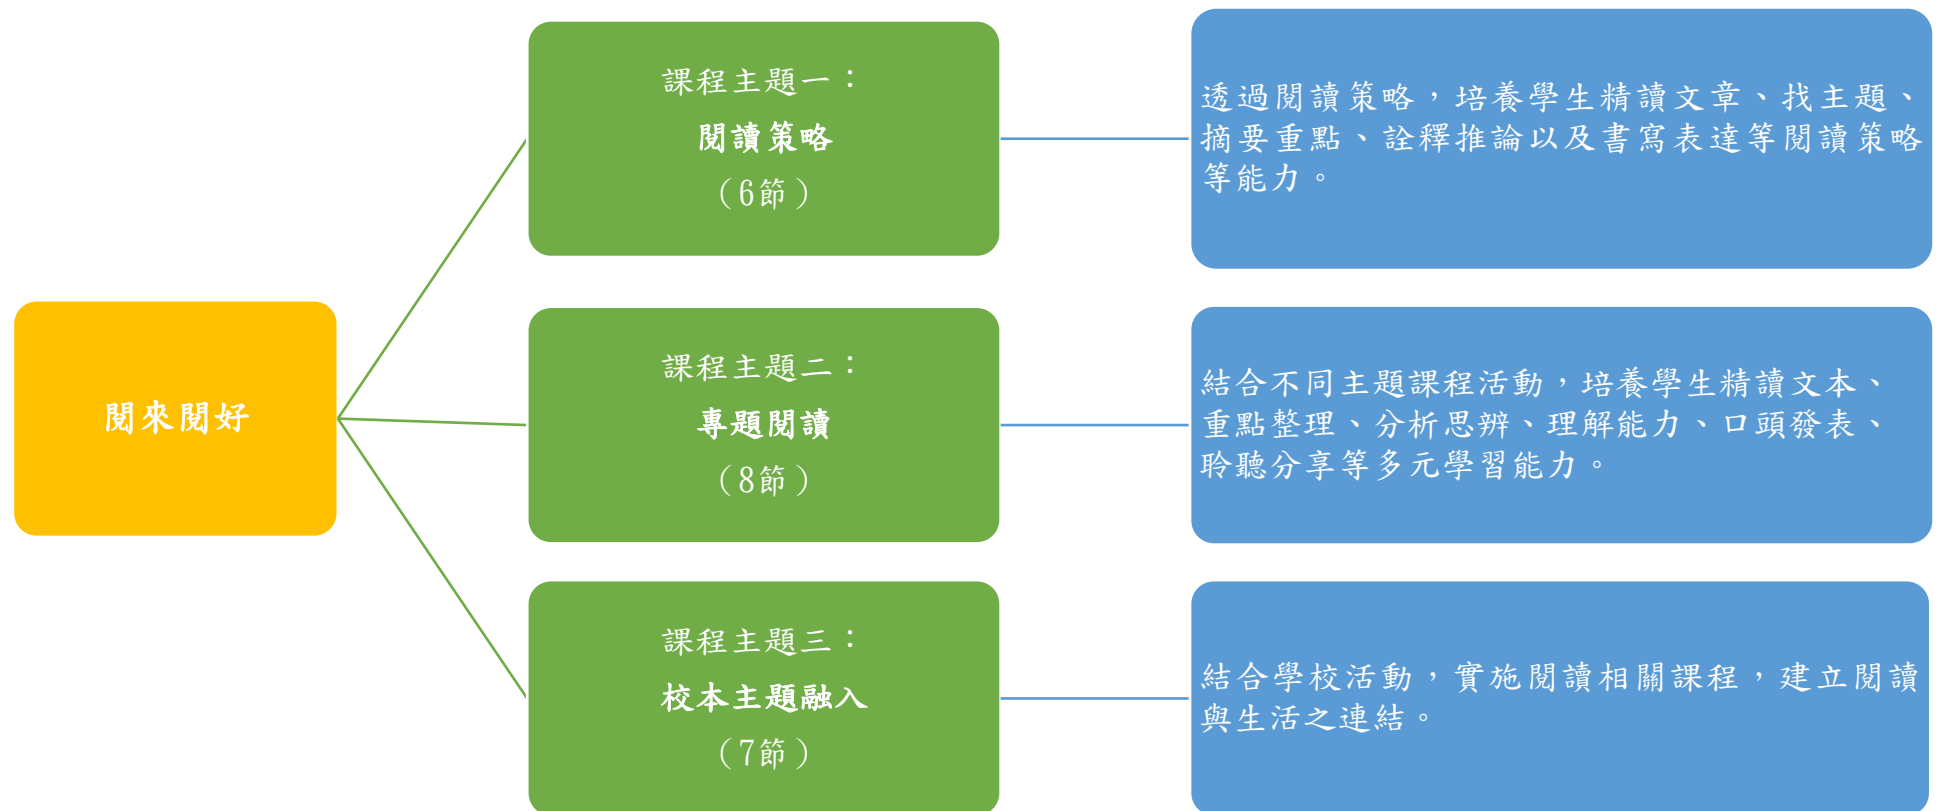 閱來閱好
課程主題一：
閱讀策略
（6節）
透過閱讀策略，培養學生精讀文章、找主題、
摘要重點、詮釋推論以及書寫表達等閱讀策略
等能力。
課程主題二：
專題閱讀
（8節）
結合不同主題課程活動，培養學生精讀文本、
重點整理、分析思辨、理解能力、口頭發表、
聆聽分享等多元學習能力。
課程主題三：
校本主題融入
（7節）
結合學校活動，實施閱讀相關課程，建立閱讀
與生活之連結。